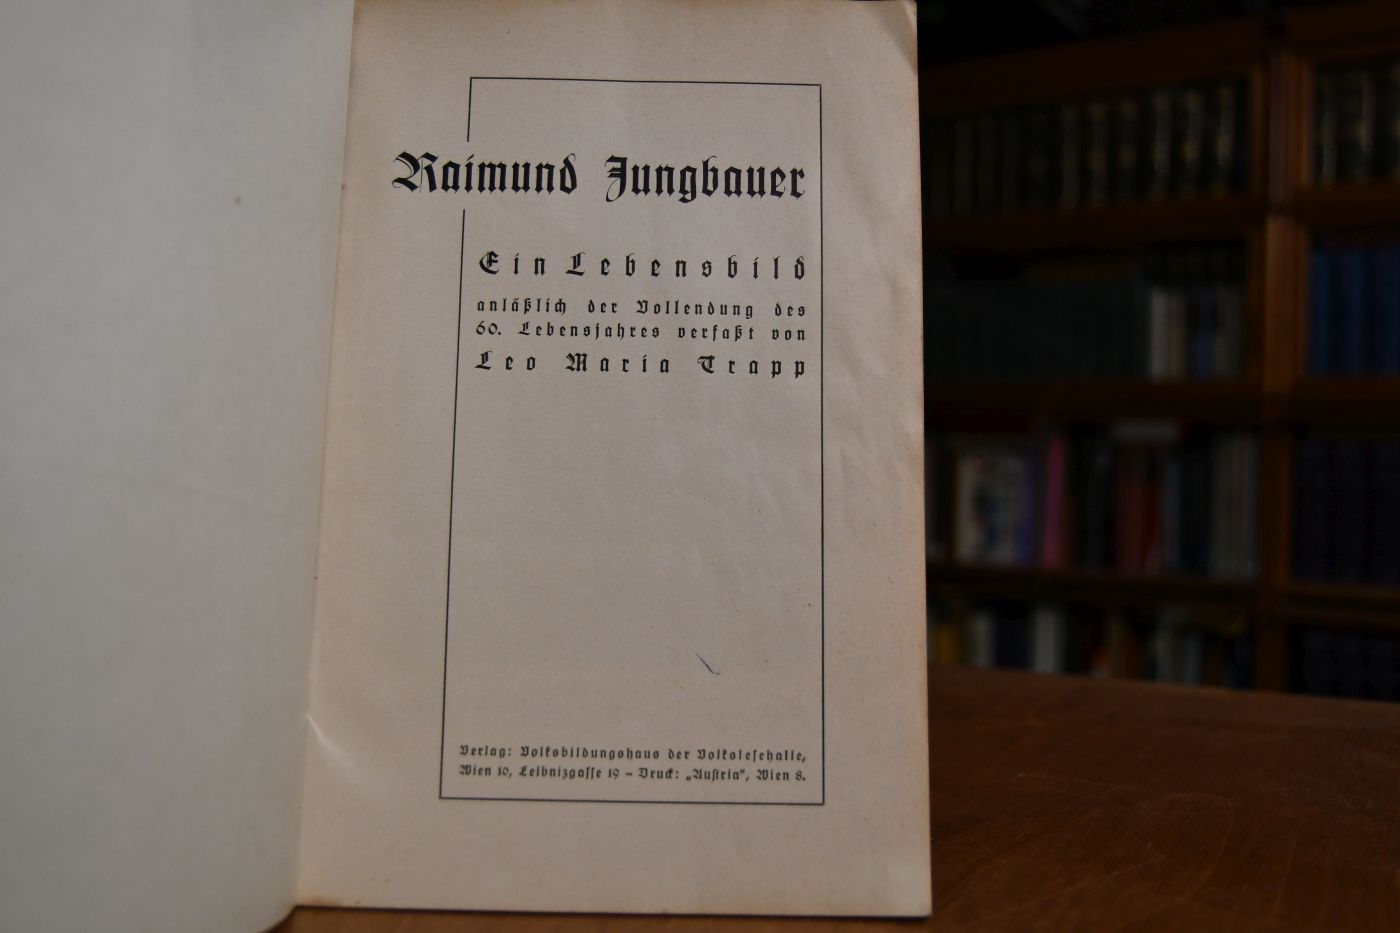 Raimund Jungbauer
Ein Lebensbild
anläßlich der Vollendung des
60. Lebensjahres verfaßt von
Leo Maria Trapp
Verlag: Volksbildungshaus der Volkslesehalle,
Wien 10, Leibnizgasse 19 – Druck: „Austria", Wien 8.